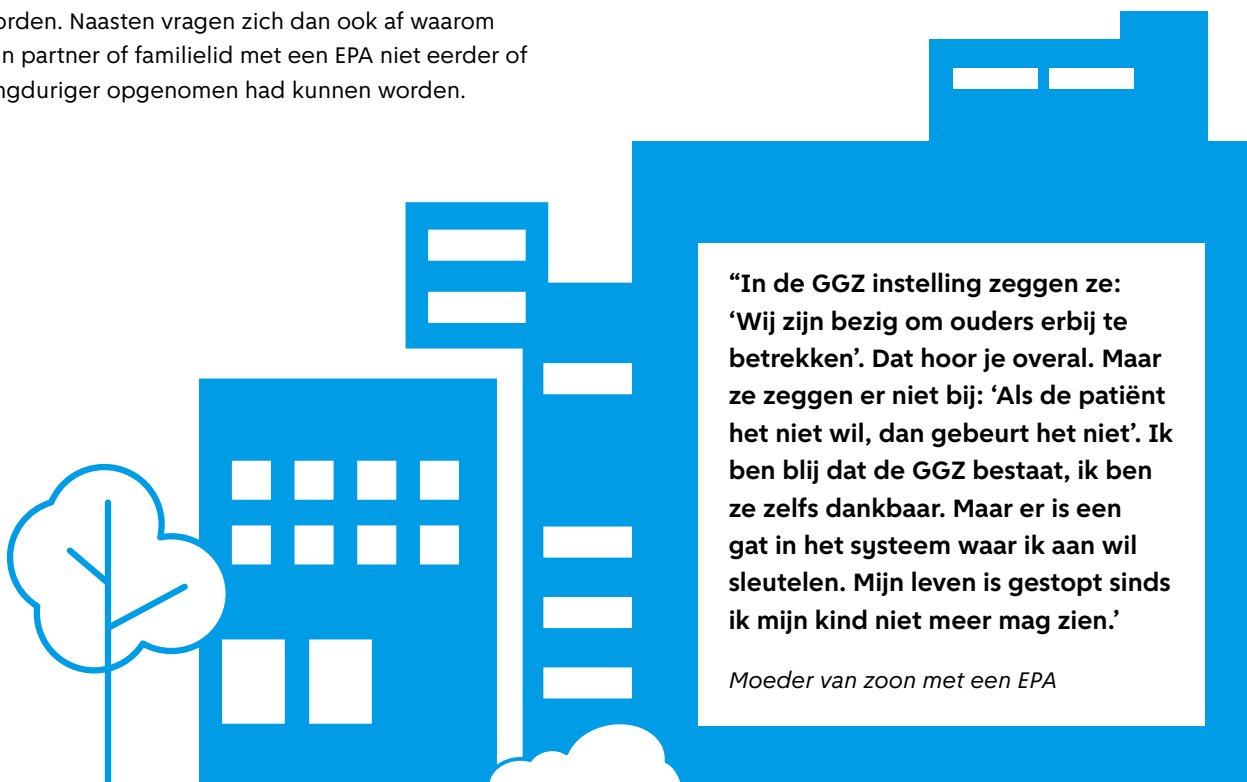 orden. Naasten vragen zich dan ook af waarom
n partner of familielid met een EPA niet eerder of
ngduriger opgenomen had kunnen worden.
“In de GGZ instelling zeggen ze:
‘Wij zijn bezig om ouders erbij te
betrekken’. Dat hoor je overal. Maar
ze zeggen er niet bij: ‘Als de patiënt
het niet wil, dan gebeurt het niet’. Ik
ben blij dat de GGZ bestaat, ik ben
ze zelfs dankbaar. Maar er is een
gat in het systeem waar ik aan wil
sleutelen. Mijn leven is gestopt sinds
ik mijn kind niet meer mag zien.’
Moeder van zoon met een EPA